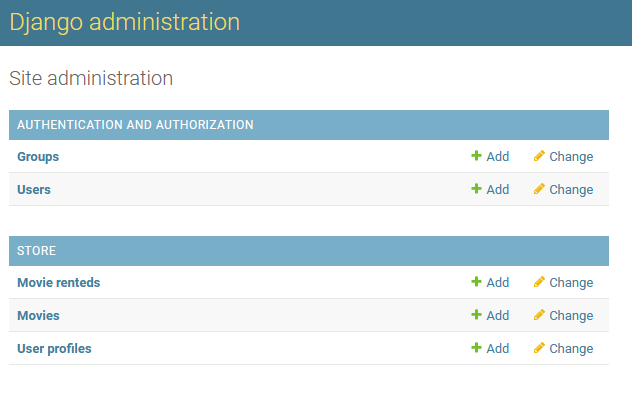 Django administration
Site administration
AUTHENTICATION AND AUTHORIZATION
Groups Add Change
Users Add Change
STORE
Movie renteds Add Change
Movies Add Change
User profiles Add Change